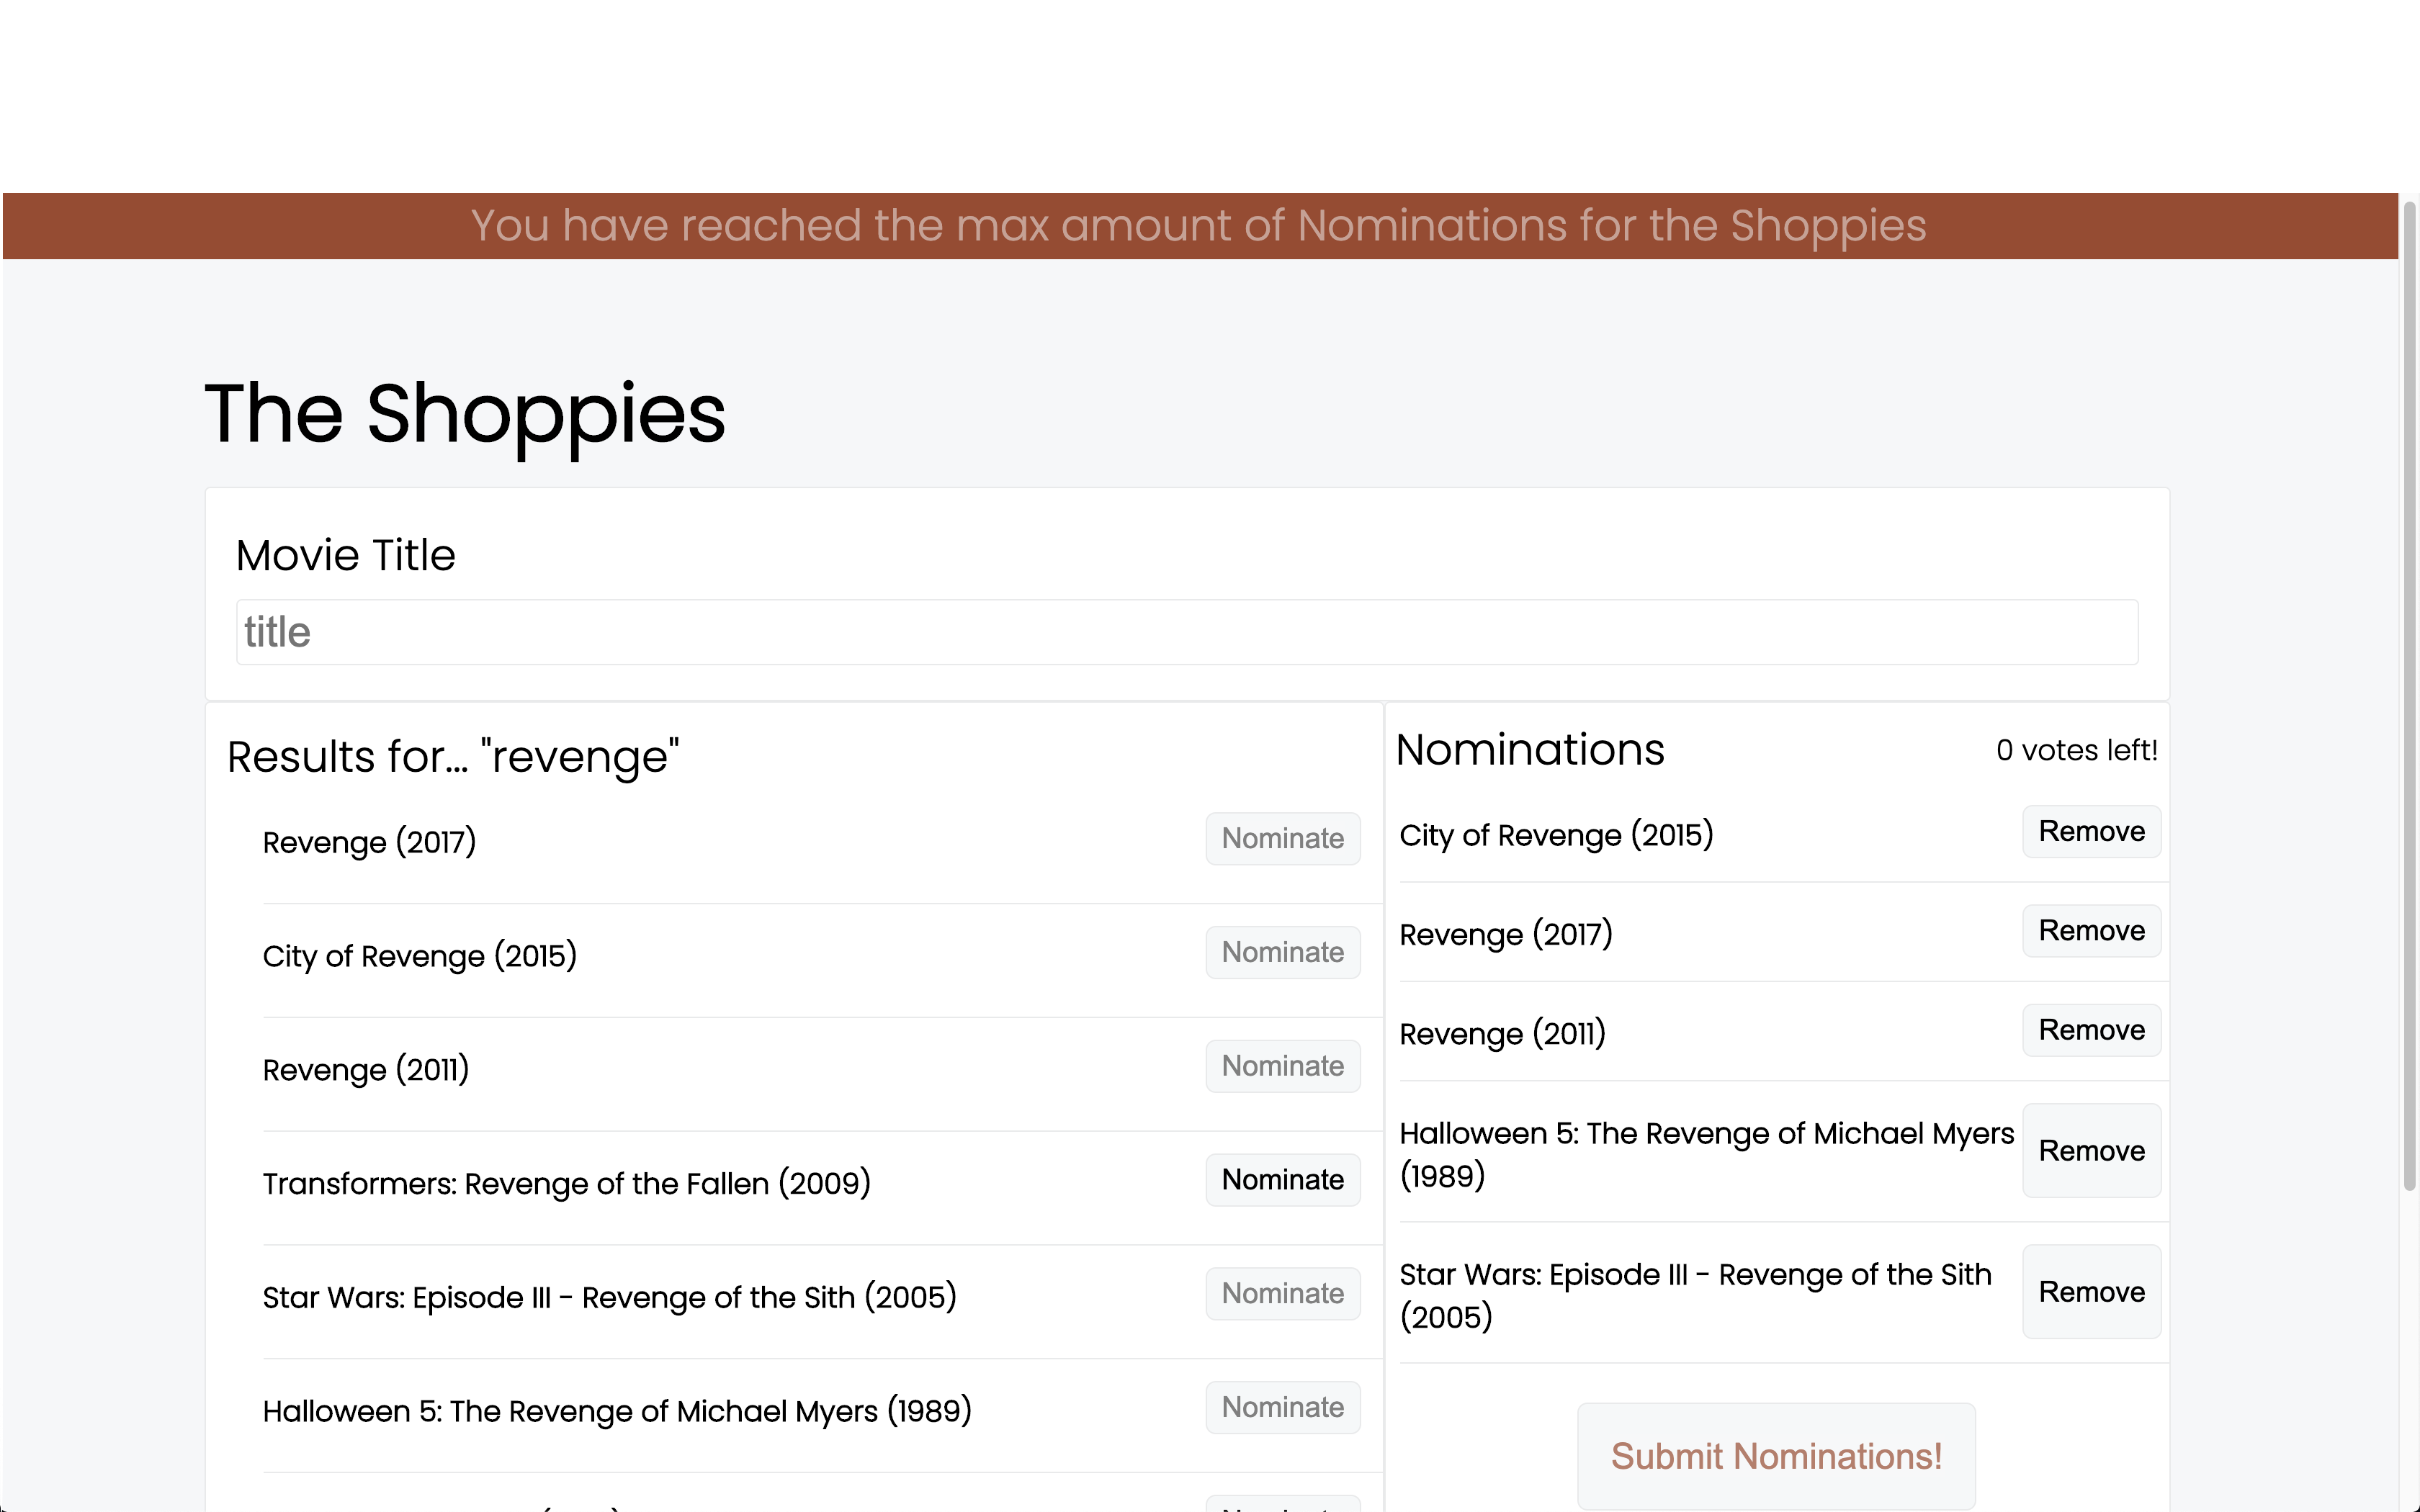 You have reached the max amount of Nominations for the Shoppies
The Shoppies
Movie Title
title
Results for... "revenge"
Revenge (2017) Nominate
City of Revenge (2015) Nominate
Revenge (2011) Nominate
Transformers: Revenge of the Fallen (2009) Nominate
Star Wars: Episode III - Revenge of the Sith (2005) Nominate
Halloween 5: The Revenge of Michael Myers (1989) Nominate
Nominations 0 votes left!
City of Revenge (2015) Remove
Revenge (2017) Remove
Revenge (2011) Remove
Halloween 5: The Revenge of Michael Myers
(1989) Remove
Star Wars: Episode III - Revenge of the Sith
(2005) Remove
Submit Nominations!